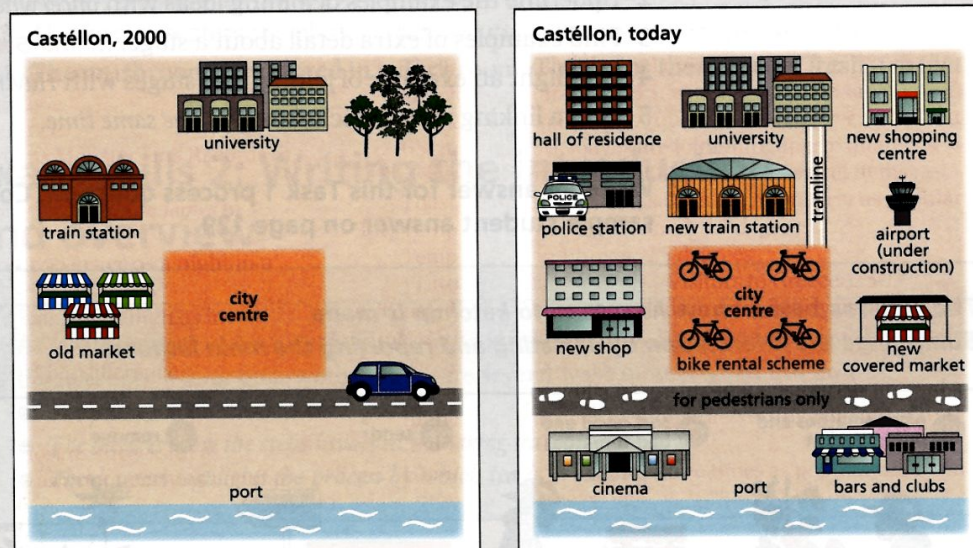 Castéllon, 2000
university
train station
old market
city
centre
port
Castéllon, today
hall of residence
university
new shopping
centre
tramline
POLICE
police station
new train station
airport
(under
construction)
new shop
city
centre
bike rental scheme
new
covered market
for pedestrians only
cinema
port
bars and clubs